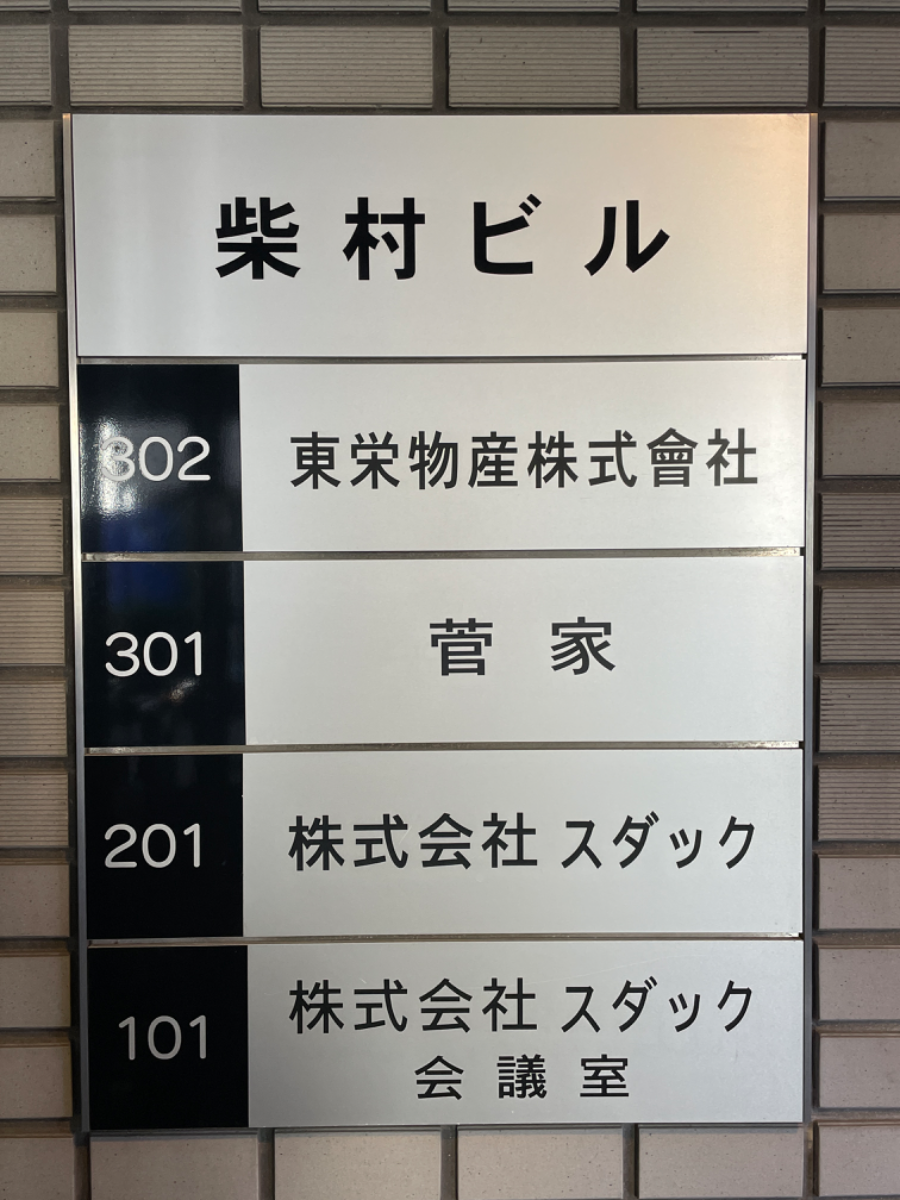 柴村ビル
302 東栄物産株式會社
301 菅家
201 株式会社 スダック
101 株式会社 スダック
会議室